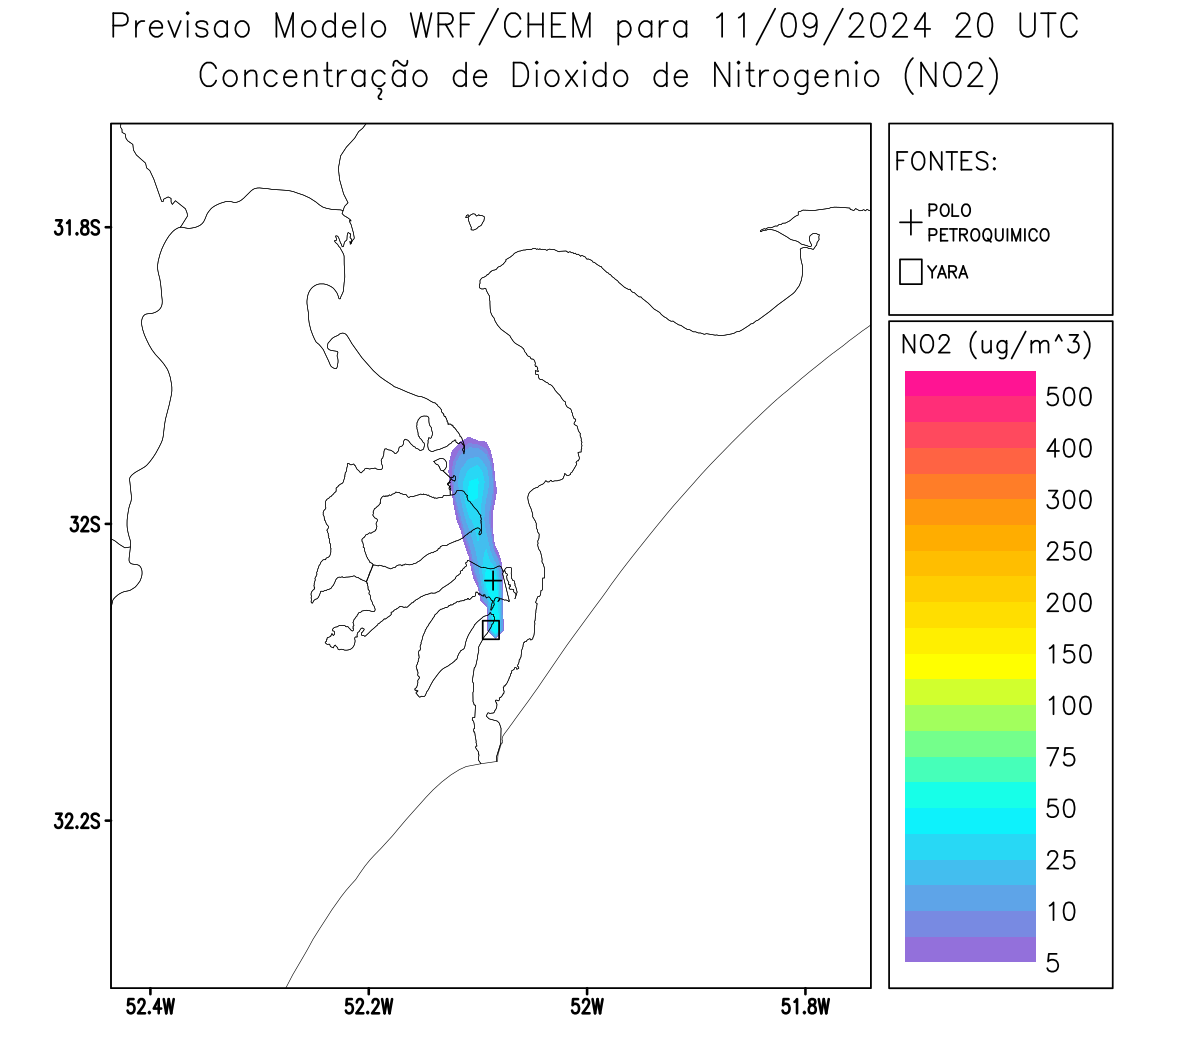 Previsao Modelo WRF/CHEM para 11/09/2024 20 UTC
Concentração de Dioxido de Nitrogenio (NO2)
FONTES:
POLO
PETROQUIMICO
YARA
NO2 (ug/m^3)
500
400
300
250
200
150
100
75
50
25
10
5
31.8S
32S
32.2S
52.4W
52.2W
52W
51.8W